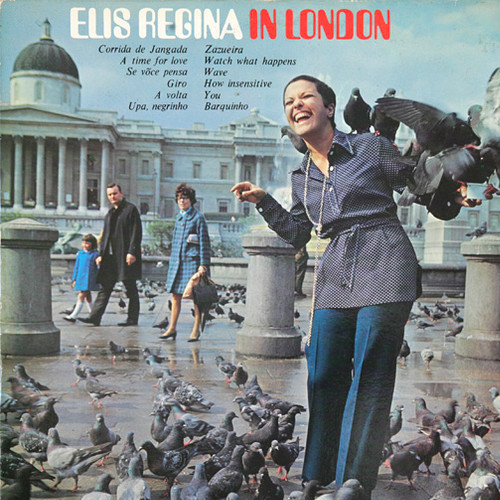 ELIS REGINA IN LONDON
Corrida de Jangada Zazueira
A time for love Watch what happens
Se vôce pensa Wave
Giro How insensitive
A volta You
Upa, negrinho Barquinho